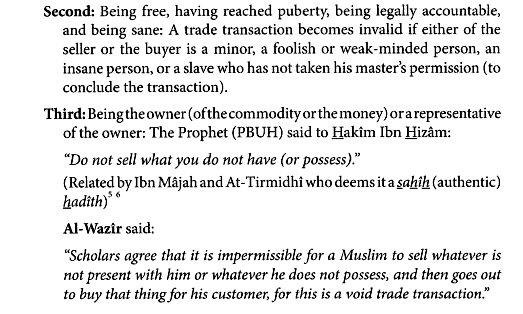 Second: Being free, having reached puberty, being legally accountable,
and being sane: A trade transaction becomes invalid if either of the
seller or the buyer is a minor, a foolish or weak-minded person, an
insane person, or a slave who has not taken his master's permission (to
conclude the transaction).
Third: Being the owner (of the commodity or the money) or a representative
of the owner: The Prophet (PBUH) said to Hakîm Ibn Hizâm:
“Do not sell what you do not have (or possess).”
(Related by Ibn Mâjah and At-Tirmidhî who deems it a sahîh (authentic)
hadîth)5 6
Al-Wazîr said:
“Scholars agree that it is impermissible for a Muslim to sell whatever is
not present with him or whatever he does not possess, and then goes out
to buy that thing for his customer, for this is a void trade transaction.”